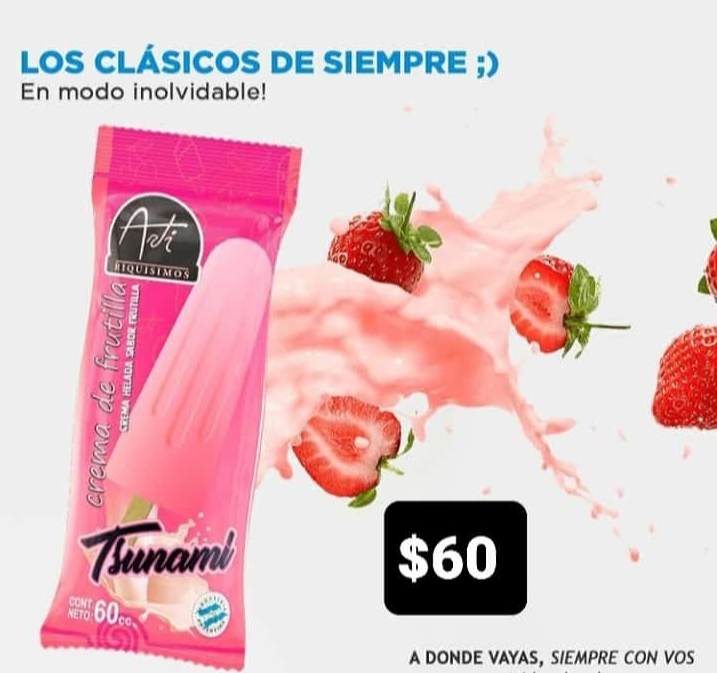 LOS CLÁSICOS DE SIEMPRE ;)
En modo inolvidable!
Arti
RIQUISIMOS
crema de frutilla
CREMA HELADA SABOR FRUTILLA
Tsunami
CONT.
NETO: 60cc.
$60
A DONDE VAYAS, SIEMPRE CON VOS